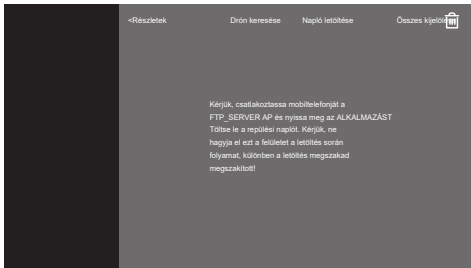 <Részletek
Drón keresése
Napló letöltése
Összes kijelöl
Kérjük, csatlakoztassa mobiltelefonját a
FTP_SERVER AP és nyissa meg az ALKALMAZÁST
Töltse le a repülési naplót. Kérjük, ne
hagyja el ezt a felületet a letöltés során
folyamat, különben a letöltés megszakad
megszakított!